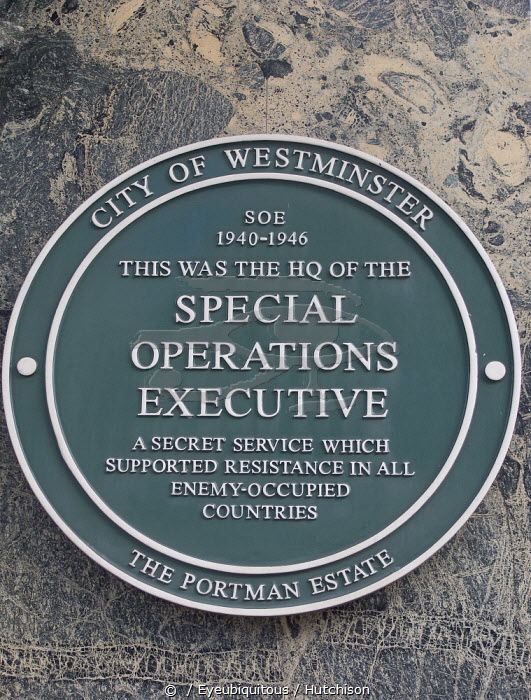 CITY OF WESTMINSTER
SOE
1940-1946
THIS WAS THE HQ OF THE
SPECIAL
OPERATIONS
EXECUTIVE
A SECRET SERVICE WHICH
SUPPORTED RESISTANCE IN ALL
ENEMY-OCCUPIED
COUNTRIES
THE PORTMAN ESTATE
© / Eyeubiquitous / Hutchison